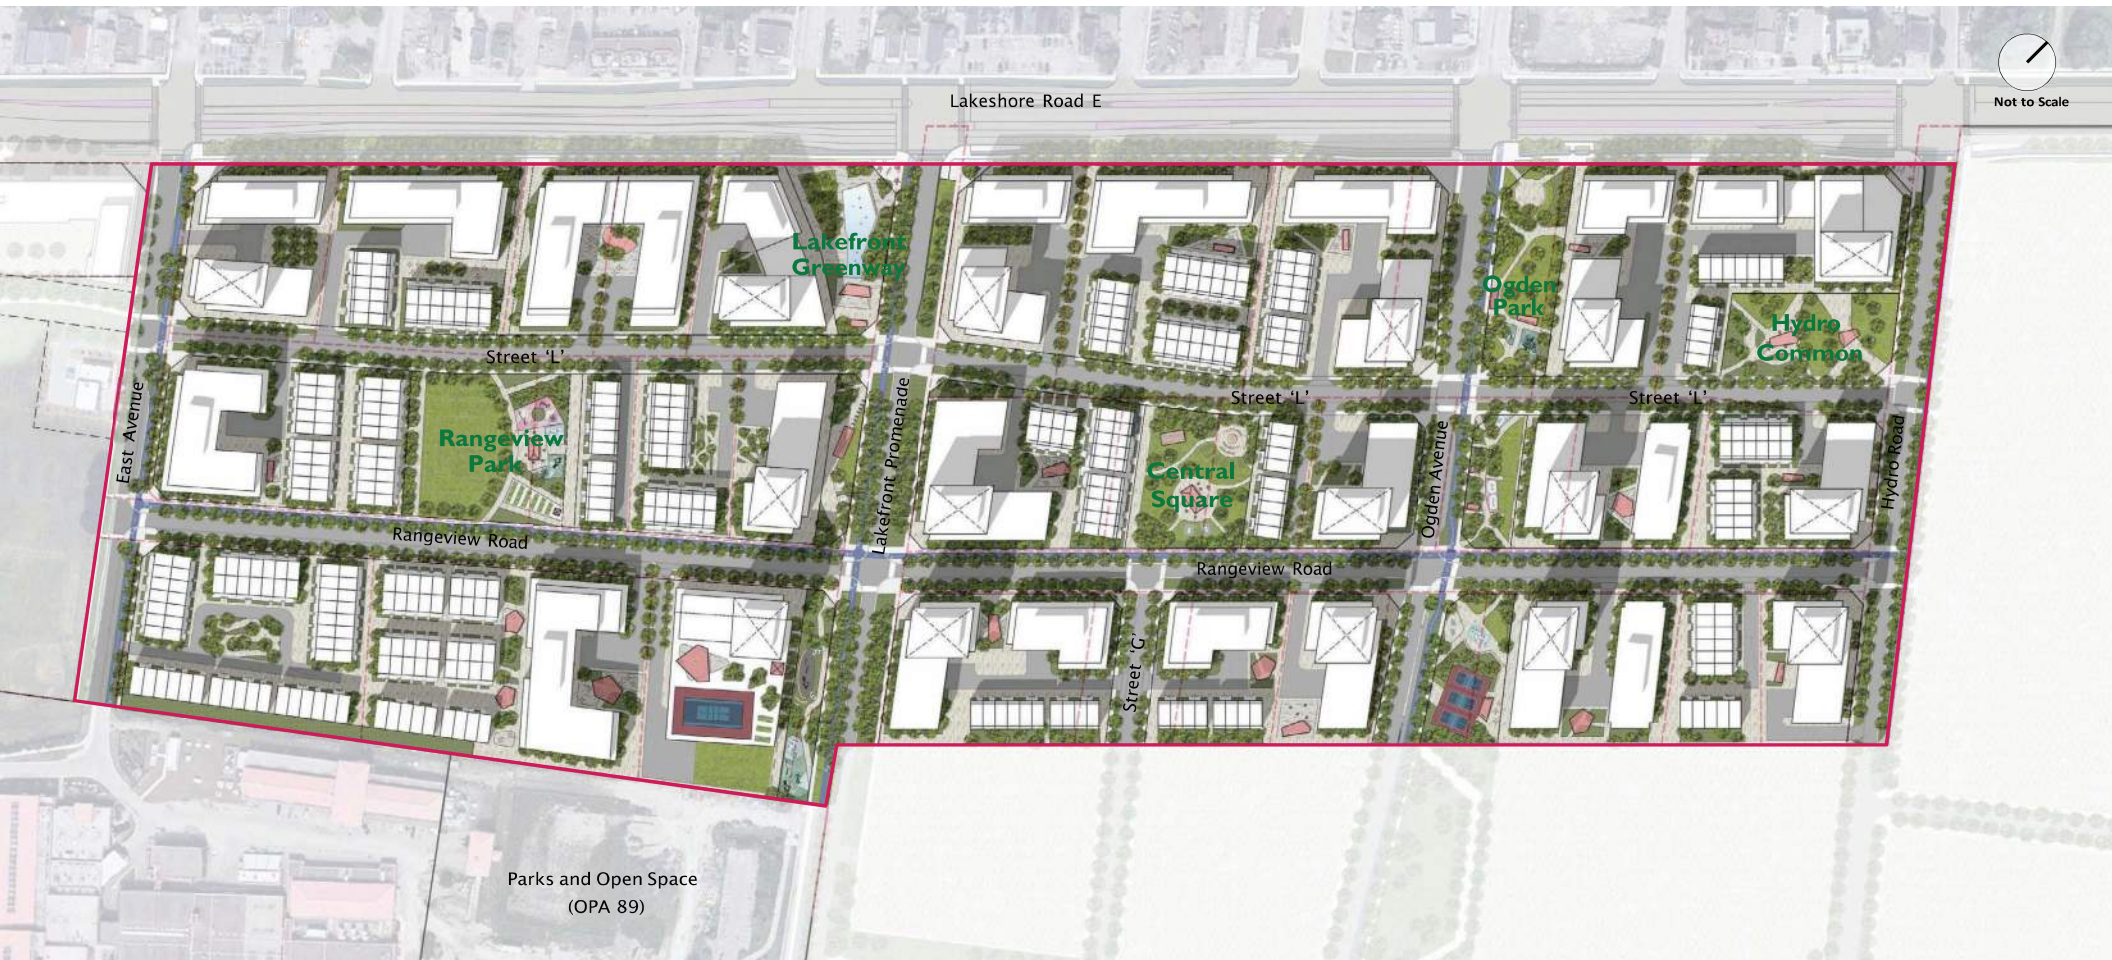 Not to Scale
Lakeshore Road E
Lakefront
Greenway
Ogden
Park
Hydro
Common
Street ‘L’
Street ‘L’
Street ‘L’
East Avenue
Rangeview
Park
Lakefront Promenade
Central
Square
Ogden Avenue
Hydro Road
Rangeview Road
Rangeview Road
Street ‘G’
Parks and Open Space
(OPA 89)